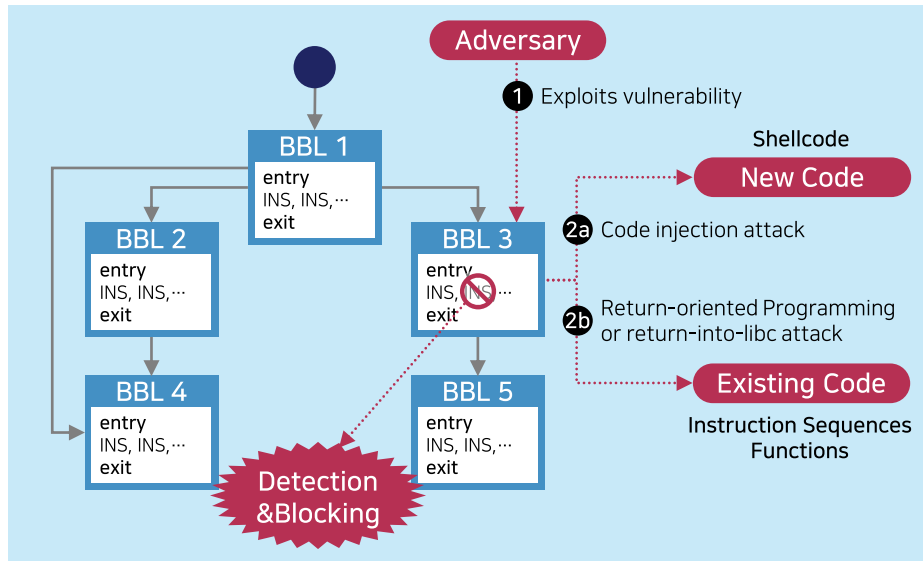 Adversary
1 Exploits vulnerability
BBL 1
entry
INS, INS,···
exit
Shellcode
New Code
BBL 2
entry
INS, INS,···
exit
BBL 3
entry
INS, INS,···
exit
2a Code injection attack
2b Return-oriented Programming
or return-into-libc attack
Existing Code
Instruction Sequences
Functions
BBL 4
entry
INS, INS,···
exit
BBL 5
entry
INS, INS,···
exit
Detection
&Blocking